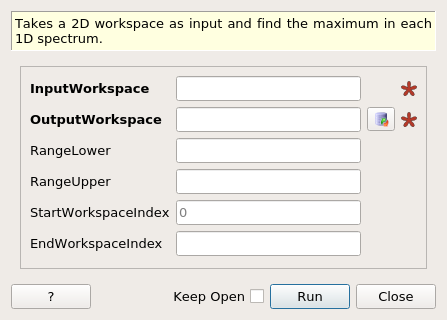 Takes a 2D workspace as input and find the maximum in each
1D spectrum.
InputWorkspace
OutputWorkspace
RangeLower
RangeUpper
StartWorkspaceIndex 0
EndWorkspaceIndex
? Keep Open Run Close